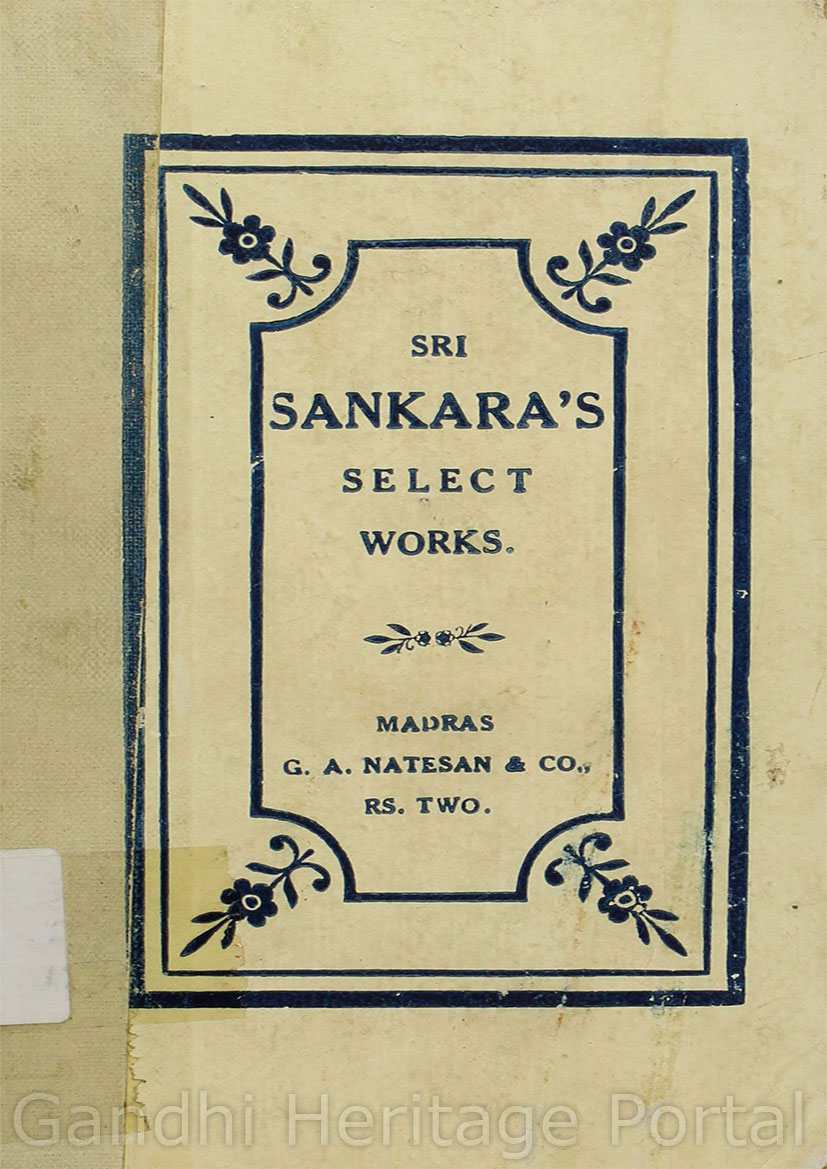 SRI
SANKARA'S
SELECT
WORKS.
MADRAS
G. A. NATESAN & CO.,
RS. TWO.
Gandhi Heritage Portal